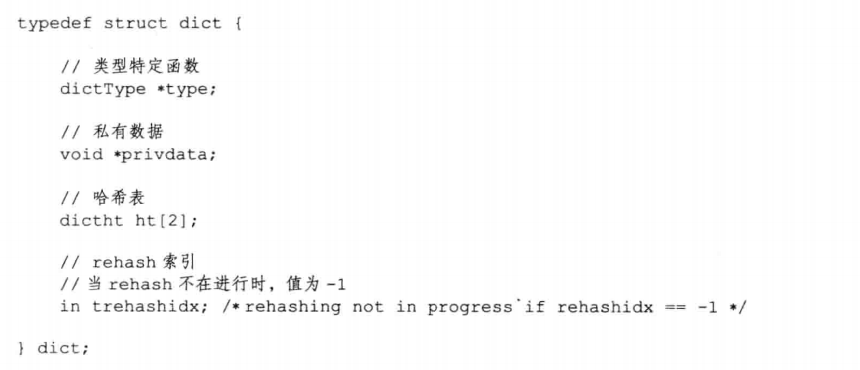 typedef struct dict {
// 类型特定函数
dictType *type;
// 私有数据
void *privdata;
// 哈希表
dictht ht[2];
// rehash 索引
// 当 rehash 不在进行时，值为 -1
in trehashidx; /* rehashing not in progress if rehashidx == -1 */
} dict;